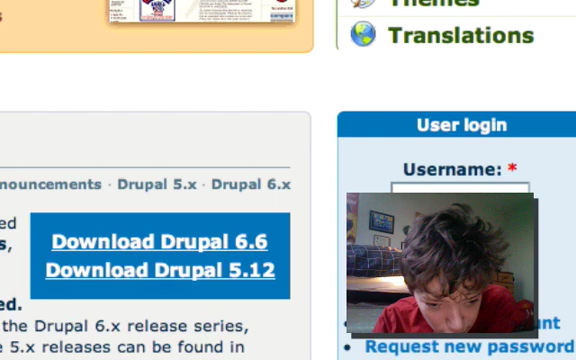 Themes
Translations
User login
Username: *
nouncements · Drupal 5.x · Drupal 6.x
Download Drupal 6.6
Download Drupal 5.12
ed.
the Drupal 6.x release series,
5.x releases can be found in
Request new password